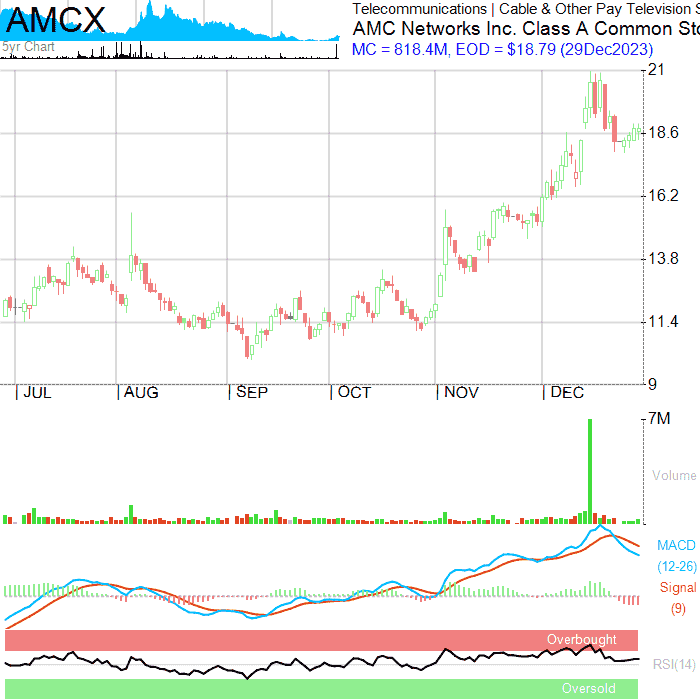 AMCX
5yr Chart
Telecommunications | Cable & Other Pay Television S
AMC Networks Inc. Class A Common Sto
MC = 818.4M, EOD = $18.79 (29Dec2023)
21
18.6
16.2
13.8
11.4
9
| JUL | AUG | SEP | OCT | NOV | DEC
7M
Volume
MACD
(12-26)
Signal
(9)
Overbought
RSI(14)
Oversold